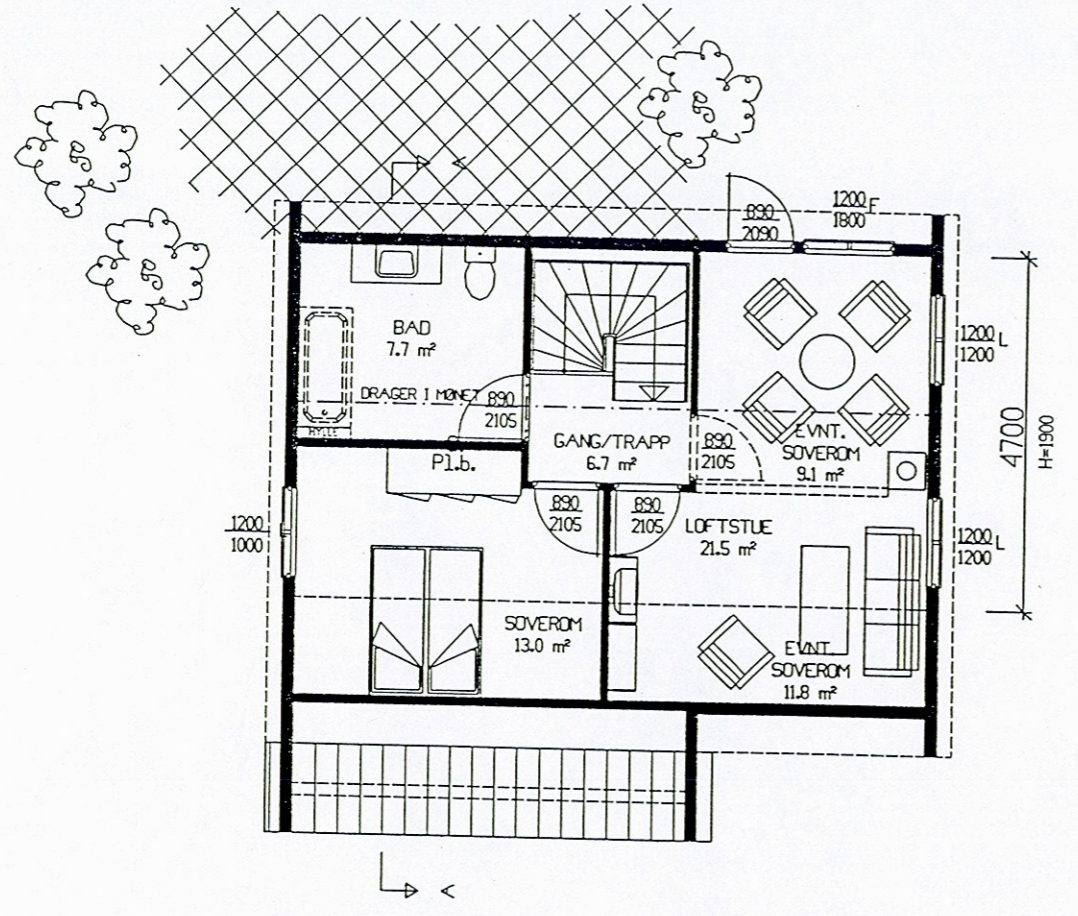 A
890
2090
1200 F
1800
BAD
7.7 m²
1200 L
1200
DRAGER I MØNET
890
2105
HYLLE
GANG/TRAPP
6.7 m²
890
2105
EVNT.
SOVEROM
9.1 m²
4700
H=1900
Pl.b.
890
2105
890
2105
LOFTSTUE
21.5 m²
1200
1000
1200 L
1200
SOVEROM
13.0 m²
EVNT.
SOVEROM
11.8 m²
A